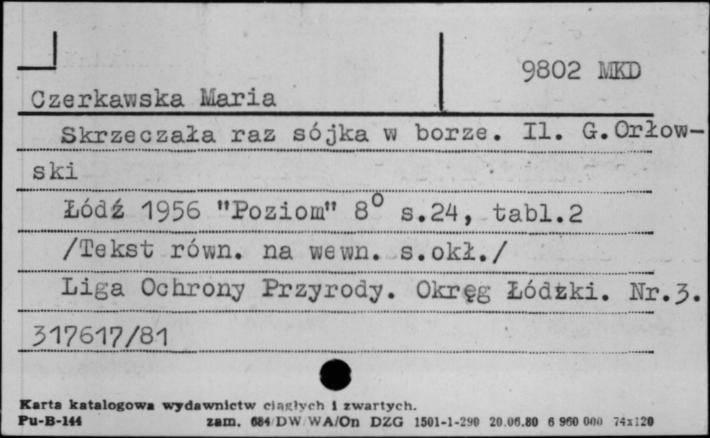 9802 MKD
Czerkawska Maria
Skrzeczała raz sójka w borze. Il. G.Orłow-
ski
Łódź 1956 "Poziom" 8° s.24, tabl.2
/Tekst równ. na wewn. s.okł./
Liga Ochrony Przyrody. Okręg Łódzki. Nr.3.
317617/81
Karta katalogowa wydawnictw ciągłych i zwartych.
Pu-B-144 zam. 684/DW/WA/On DZG 1501-1-290 20.06.80 6 960 000 74x120